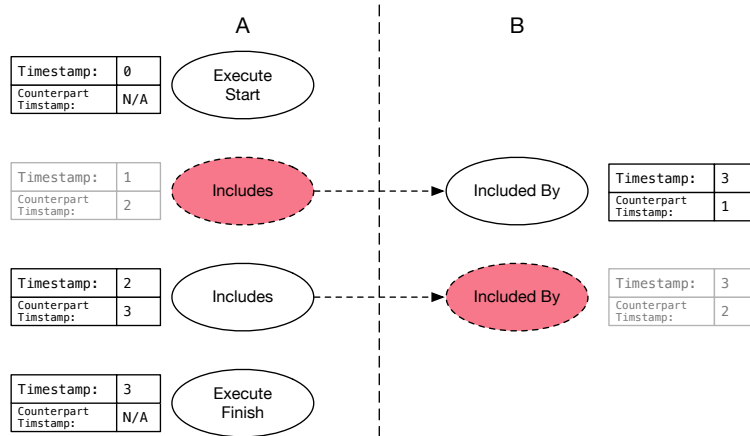 A B
Timestamp: 0
Counterpart
Timstamp: N/A
Execute
Start
Timestamp: 1
Counterpart
Timstamp: 2
Includes
Included By
Timestamp: 3
Counterpart
Timstamp: 1
Timestamp: 2
Counterpart
Timstamp: 3
Includes
Included By
Timestamp: 3
Counterpart
Timstamp: 2
Timestamp: 3
Counterpart
Timstamp: N/A
Execute
Finish